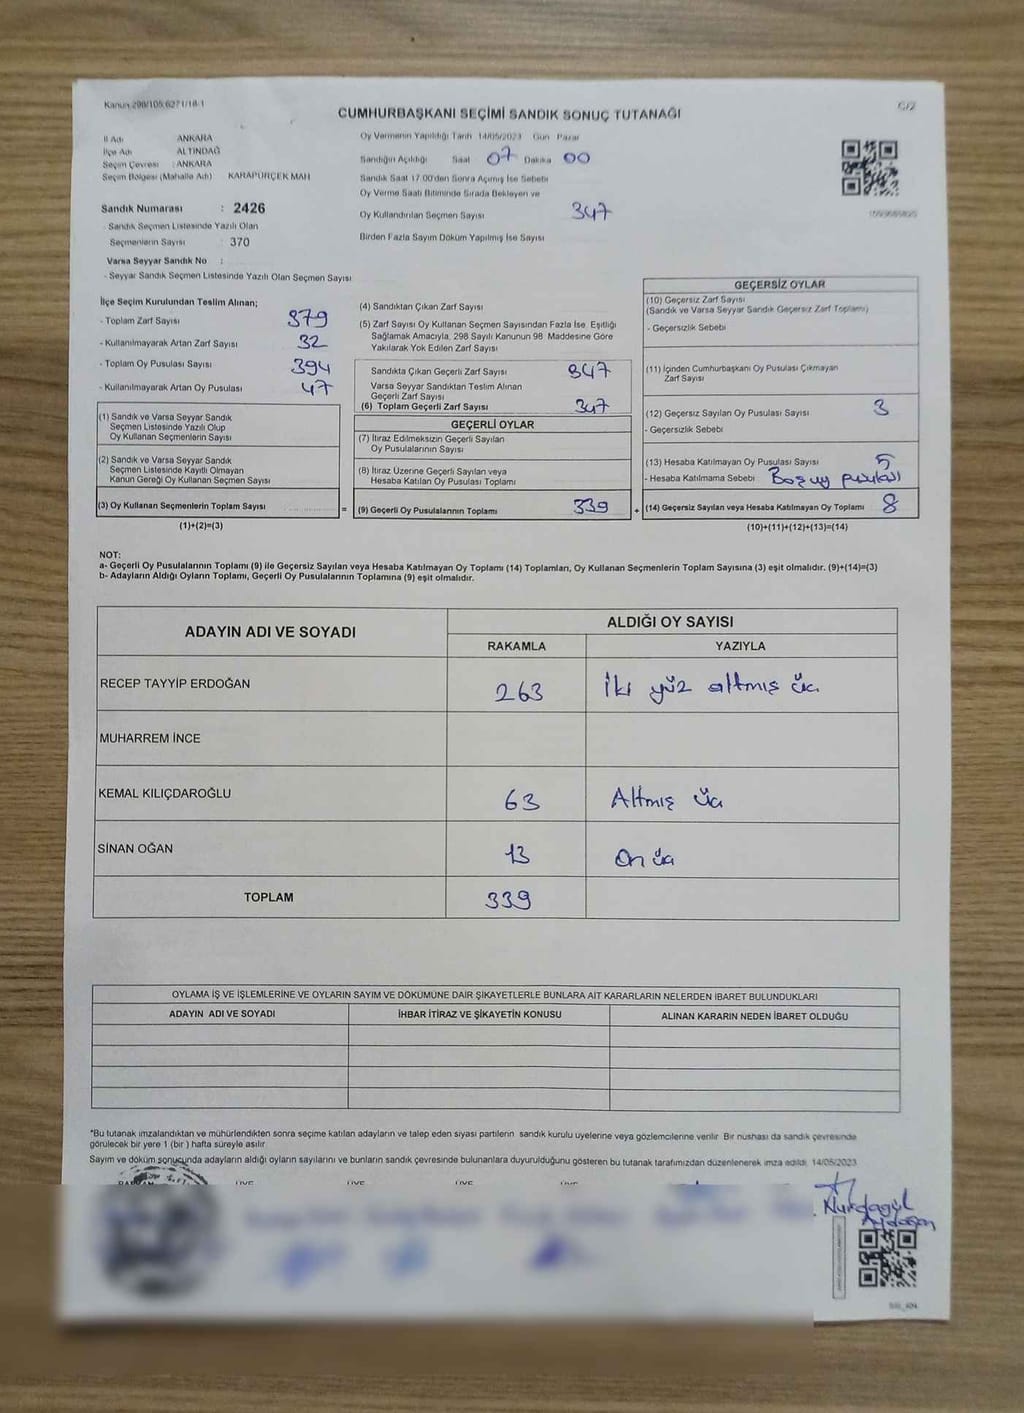 Kanun 298/105,6271/18-1
C/2
CUMHURBAŞKANI SEÇİMİ SANDIK SONUÇ TUTANAĞI
İl Adı ANKARA
İlçe Adı ALTINDAĞ
Seçim Çevresi : ANKARA
Seçim Bölgesi (Mahalle Adı) KARAPÜRÇEK MAH
Oy Vermenin Yapıldığı Tarih 14/05/2023 Gün Pazar
Sandığın Açıldığı Saat 07 Dakika 00
Sandık Saat 17.00'den Sonra Açımış İse Sebebi
Oy Verme Saati Bitiminde Sırada Bekleyen ve
Oy Kullandırılan Seçmen Sayısı 347
Birden Fazla Sayım Döküm Yapılmış İse Sayısı
Sandık Numarası : 2426
- Sandık Seçmen Listesinde Yazılı Olan
Seçmenlerin Sayısı : 370
Varsa Seyyar Sandık No :
- Seyyar Sandık Seçmen Listesinde Yazılı Olan Seçmen Sayısı
İlçe Seçim Kurulundan Teslim Alınan;
- Toplam Zarf Sayısı 379
- Kullanılmayarak Artan Zarf Sayısı 32
- Toplam Oy Pusulası Sayısı 394
- Kullanılmayarak Artan Oy Pusulası 47
(1) Sandık ve Varsa Seyyar Sandık
Seçmen Listesinde Yazılı Olup
Oy Kullanan Seçmenlerin Sayısı
(2) Sandık ve Varsa Seyyar Sandık
Seçmen Listesinde Kayıtlı Olmayan
Kanun Gereği Oy Kullanan Seçmen Sayısı
(3) Oy Kullanan Seçmenlerin Toplam Sayısı =
(1)+(2)=(3)
(4) Sandıktan Çıkan Zarf Sayısı
(5) Zarf Sayısı Oy Kullanan Seçmen Sayısından Fazla İse, Eşitliği
Sağlamak Amacıyla, 298 Sayılı Kanunun 98. Maddesine Göre
Yakılarak Yok Edilen Zarf Sayısı
Sandıkta Çıkan Geçerli Zarf Sayısı 347
Varsa Seyyar Sandıktan Teslim Alınan
Geçerli Zarf Sayısı
(6) Toplam Geçerli Zarf Sayısı 347
GEÇERLİ OYLAR
(7) İtiraz Edilmeksizin Geçerli Sayılan
Oy Pusulalarının Sayısı
(8) İtiraz Üzerine Geçerli Sayılan veya
Hesaba Katılan Oy Pusulası Toplamı
(9) Geçerli Oy Pusulalarının Toplamı 339 +
GEÇERSİZ OYLAR
(10) Geçersiz Zarf Sayısı
(Sandık ve Varsa Seyyar Sandık Geçersiz Zarf Toplamı)
- Geçersizlik Sebebi
(11) İçinden Cumhurbaşkanı Oy Pusulası Çıkmayan
Zarf Sayısı
(12) Geçersiz Sayılan Oy Pusulası Sayısı 3
- Geçersizlik Sebebi
(13) Hesaba Katılmayan Oy Pusulası Sayısı 5
- Hesaba Katılmama Sebebi Boş oy pusulası
(14) Geçersiz Sayılan veya Hesaba Katılmayan Oy Toplamı 8
(10)+(11)+(12)+(13)=(14)
NOT:
a- Geçerli Oy Pusulalarının Toplamı (9) ile Geçersiz Sayılan veya Hesaba Katılmayan Oy Toplamı (14) Toplamları, Oy Kullanan Seçmenlerin Toplam Sayısına (3) eşit olmalıdır. (9)+(14)=(3)
b- Adayların Aldığı Oyların Toplamı, Geçerli Oy Pusulalarının Toplamına (9) eşit olmalıdır.
ADAYIN ADI VE SOYADI
ALDIĞI OY SAYISI
RAKAMLA YAZIYLA
RECEP TAYYİP ERDOĞAN 263 İki yüz altmış üç
MUHARREM İNCE
KEMAL KILIÇDAROĞLU 63 Altmış üç
SİNAN OĞAN 13 On üç
TOPLAM 339
OYLAMA İŞ VE İŞLEMLERİNE VE OYLARIN SAYIM VE DÖKÜMÜNE DAİR ŞİKAYETLERLE BUNLARA AİT KARARLARIN NELERDEN İBARET BULUNDUKLARI
ADAYIN ADI VE SOYADI İHBAR İTİRAZ VE ŞİKAYETİN KONUSU ALINAN KARARIN NEDEN İBARET OLDUĞU
*Bu tutanak imzalandıktan ve mühürlendikten sonra seçime katılan adayların ve talep eden siyasi partilerin sandık kurulu üyelerine veya gözlemcilerine verilir. Bir nüshası da sandık çevresinde
görülecek bir yere 1 (bir ) hafta süreyle asılır.
Sayım ve döküm sonucunda adayların aldığı oyların sayılarını ve bunların sandık çevresinde bulunanlara duyurulduğunu gösteren bu tutanak tarafımızdan düzenlenerek imza edildi. 14/05/2023
Nurdagül
Aydoğan